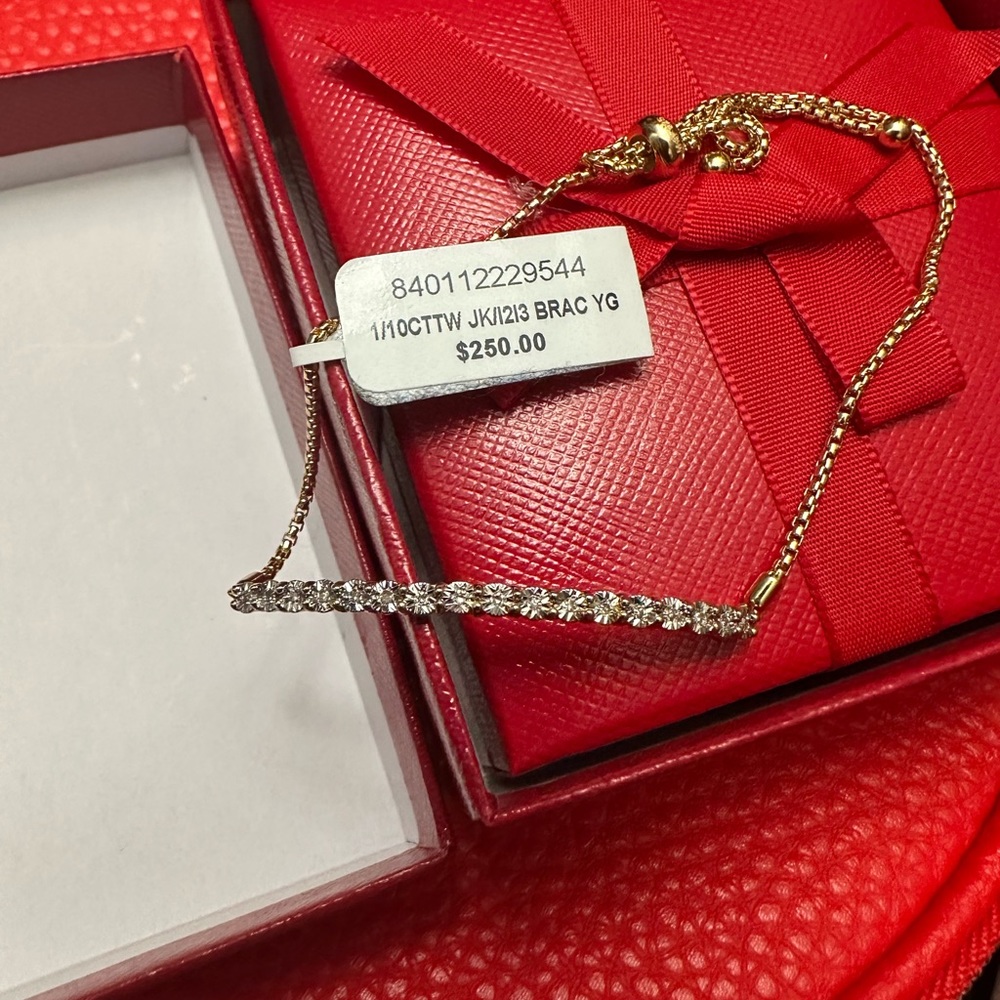 840112229544
1/10CTTW JK/I2I3 BRAC YG
$250.00